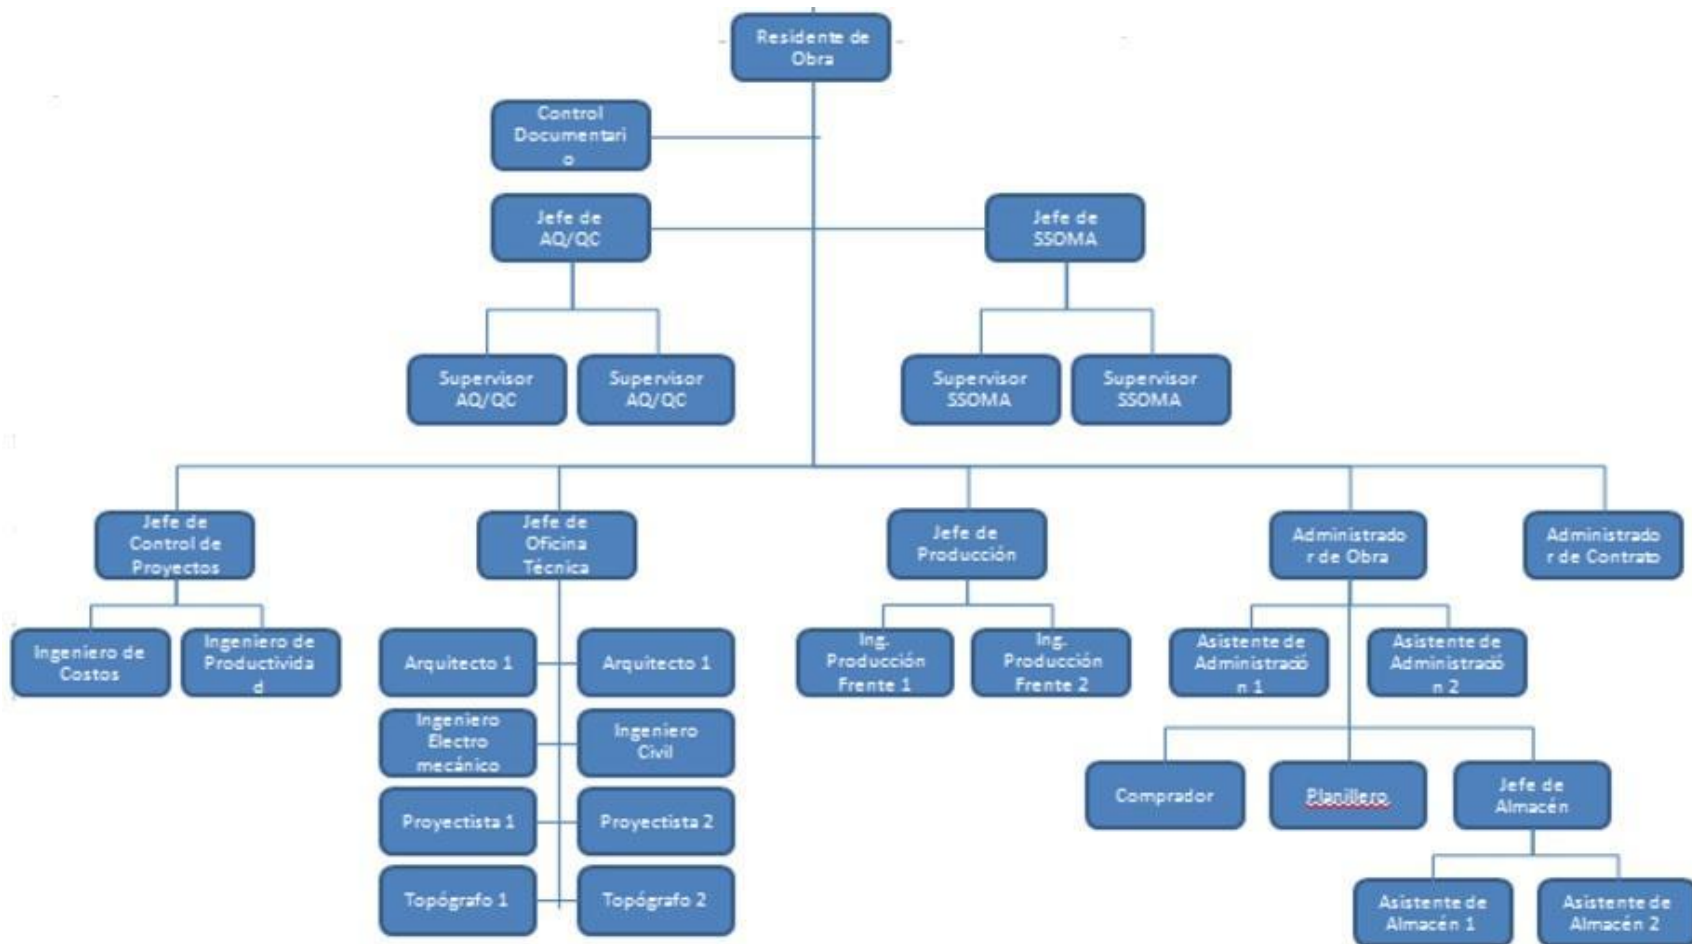 Residente de
Obra
Control
Documentari
o
Jefe de
AQ/QC
Jefe de
SSOMA
Supervisor
AQ/QC
Supervisor
AQ/QC
Supervisor
SSOMA
Supervisor
SSOMA
Jefe de
Control de
Proyectos
Jefe de
Oficina
Técnica
Jefe de
Producción
Administrado
r de Obra
Administrado
r de Contrato
Ingeniero de
Costos
Ingeniero de
Productivida
d
Arquitecto 1
Arquitecto 1
Ing.
Producción
Frente 1
Ing.
Producción
Frente 2
Asistente de
Administració
n 1
Asistente de
Administració
n 2
Ingeniero
Electro
mecánico
Ingeniero
Civil
Comprador
Planillero
Jefe de
Almacén
Proyectista 1
Proyectista 2
Topógrafo 1
Topógrafo 2
Asistente de
Almacén 1
Asistente de
Almacén 2